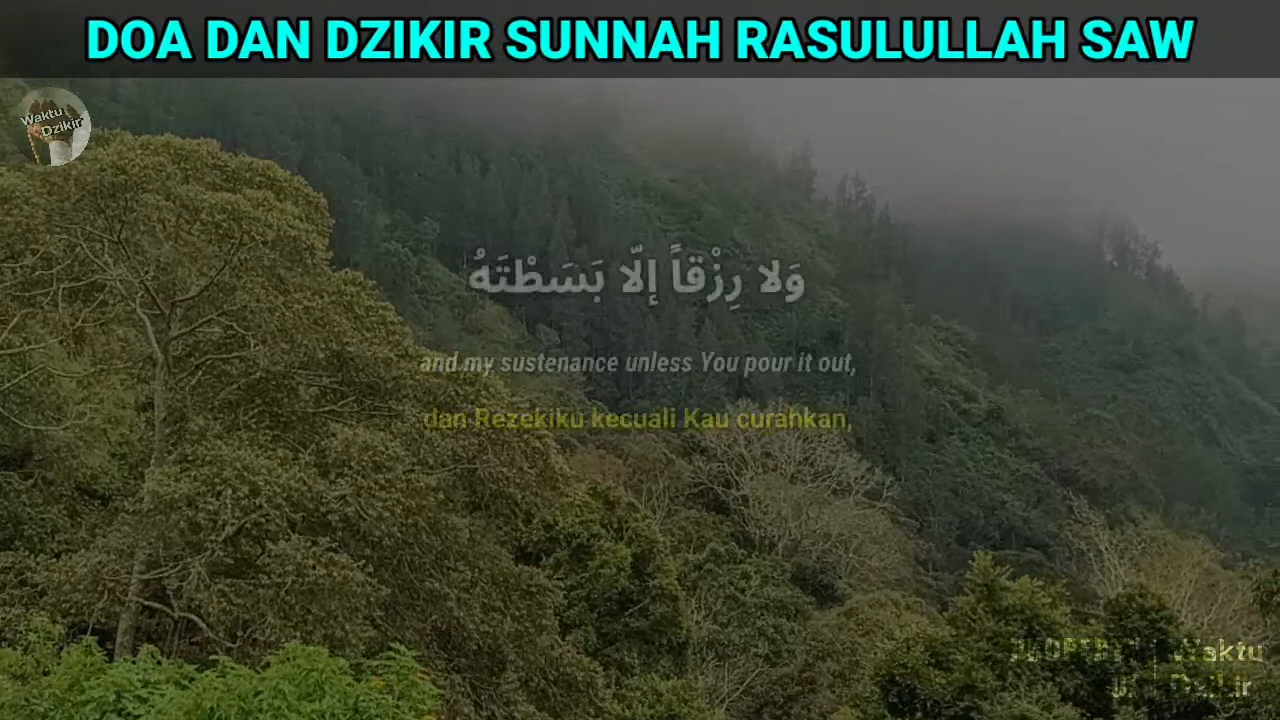 DOA DAN DZIKIR SUNNAH RASULULLAH SAW
Waktu
Dzikir
وَلا رِزْقاً إلّا بَسَطْتَهُ
and my sustenance unless You pour it out,
dan Rezekiku kecuali Kau curahkan,
Waktu